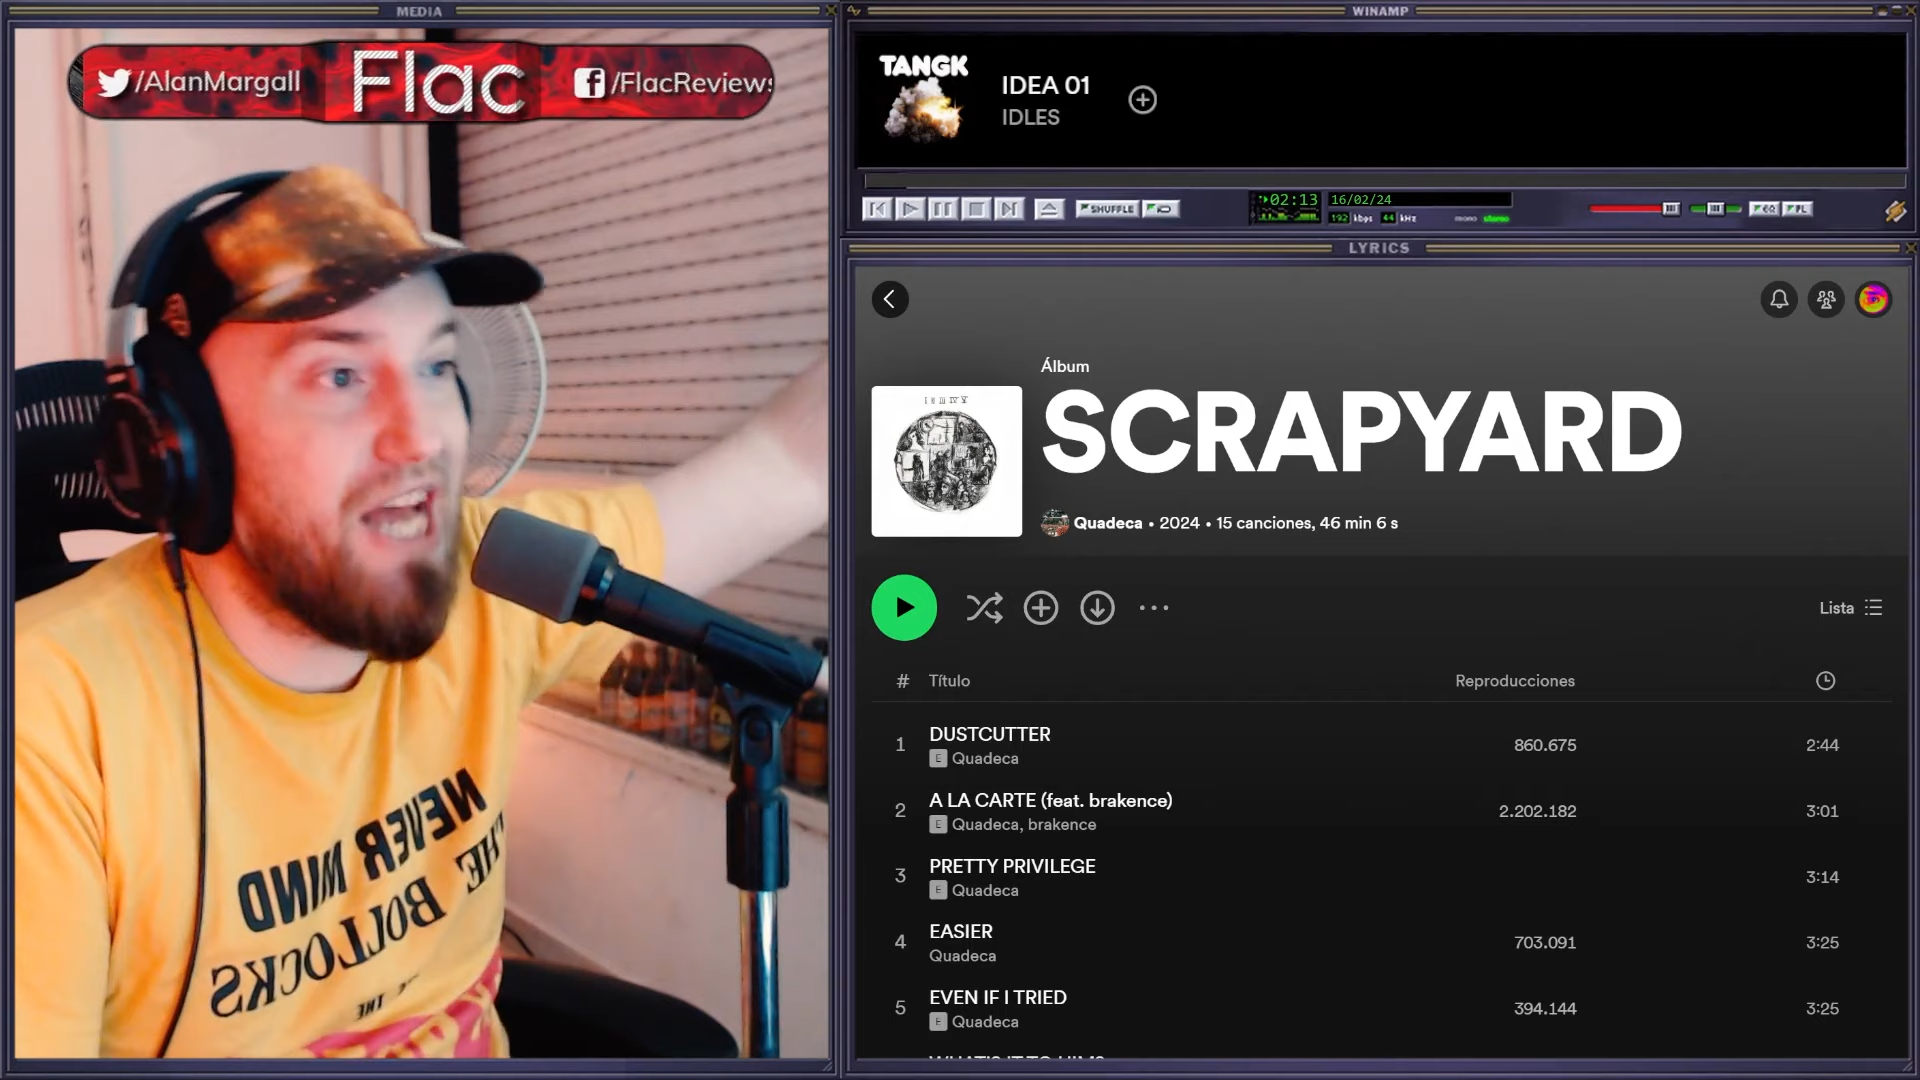 MEDIA
/AlanMargall
Flac
/FlacReviews
NEVER MIND
THE BOLLOCKS
WINAMP
TANGK
IDEA 01
IDLES
SHUFFLE
02:13
16/02/24
192 kbps 44 kHz
mono stereo
EQ
PL
LYRICS
Álbum
SCRAPYARD
Quadeca • 2024 • 15 canciones, 46 min 6 s
Lista
# Título Reproducciones
1 DUSTCUTTER 860.675 2:44
E Quadeca
2 A LA CARTE (feat. brakence) 2.202.182 3:01
E Quadeca, brakence
3 PRETTY PRIVILEGE 3:14
E Quadeca
4 EASIER 703.091 3:25
Quadeca
5 EVEN IF I TRIED 394.144 3:25
E Quadeca